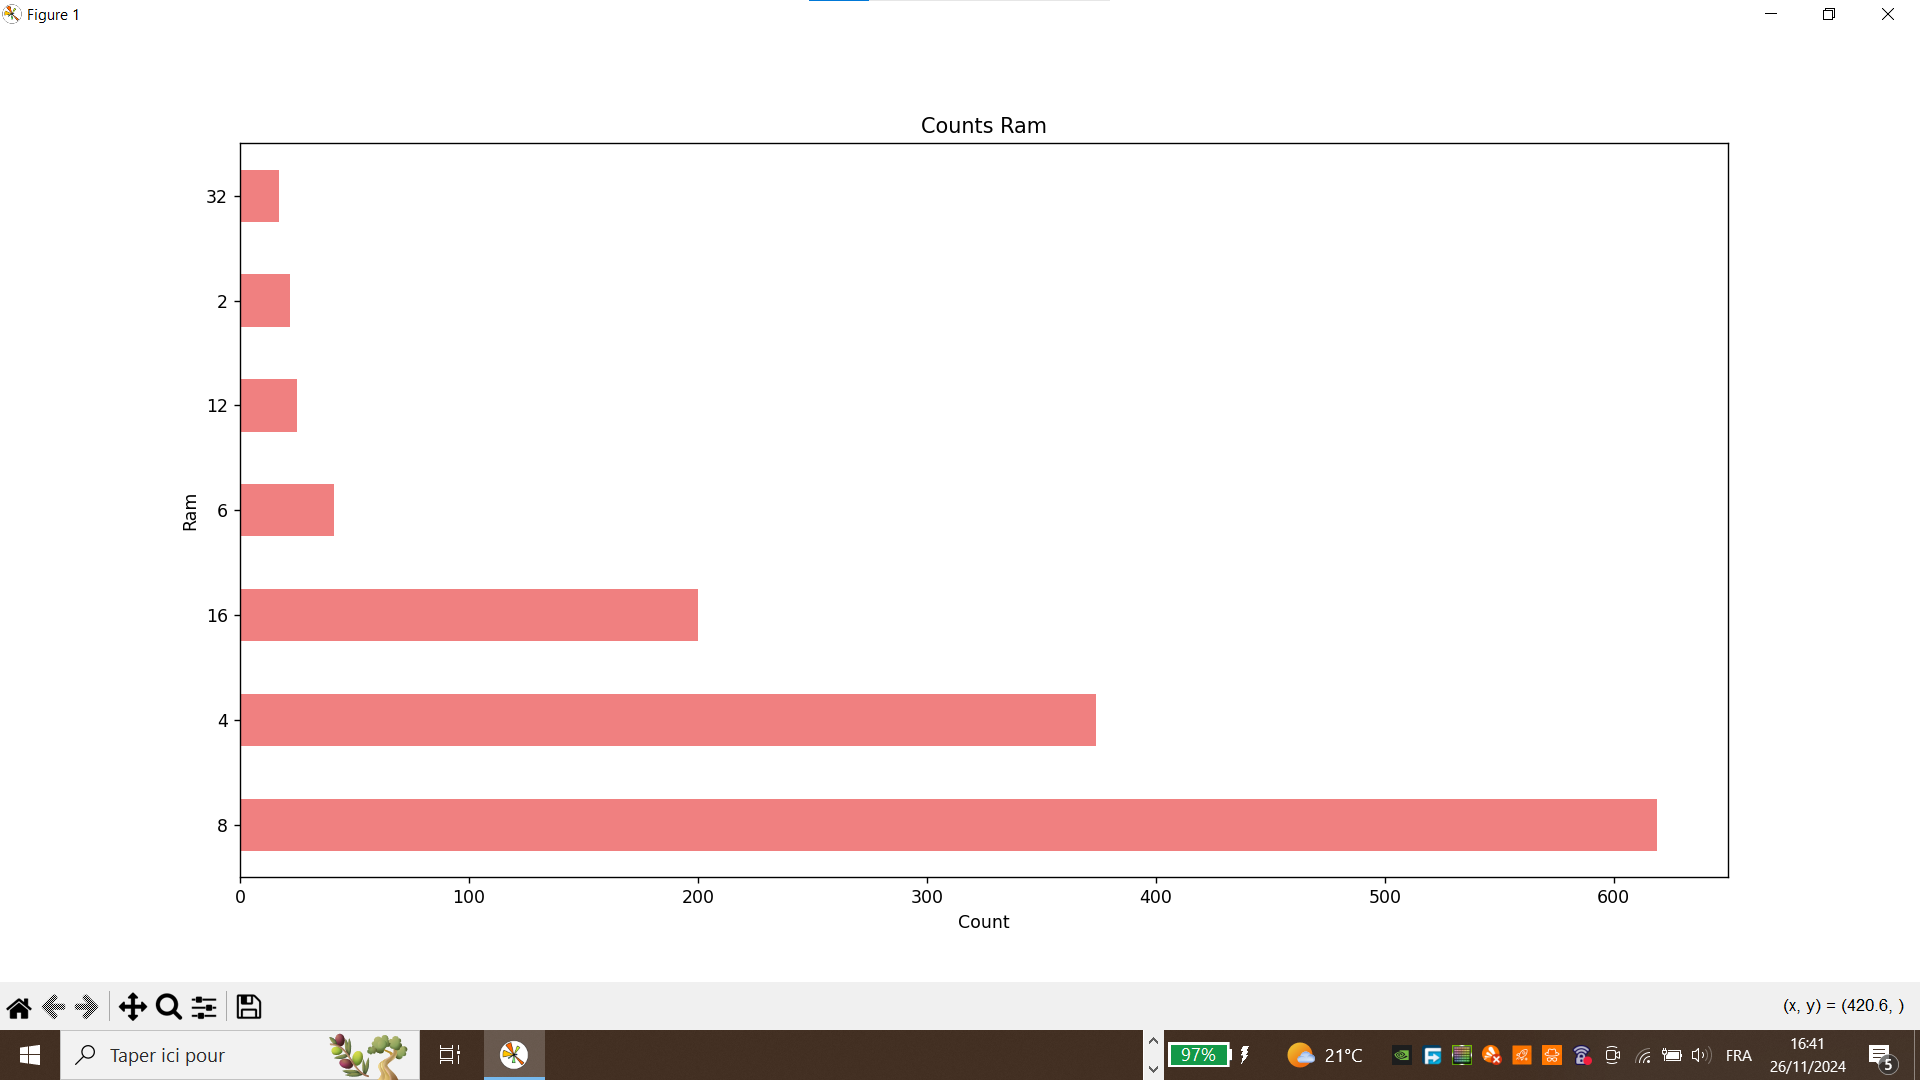 Figure 1
Counts Ram
32
2
12
6
16
4
8
Ram
0 100 200 300 400 500 600
Count
(x, y) = (420.6, )
Taper ici pour
97%
21°C
FRA
16:41
26/11/2024
5